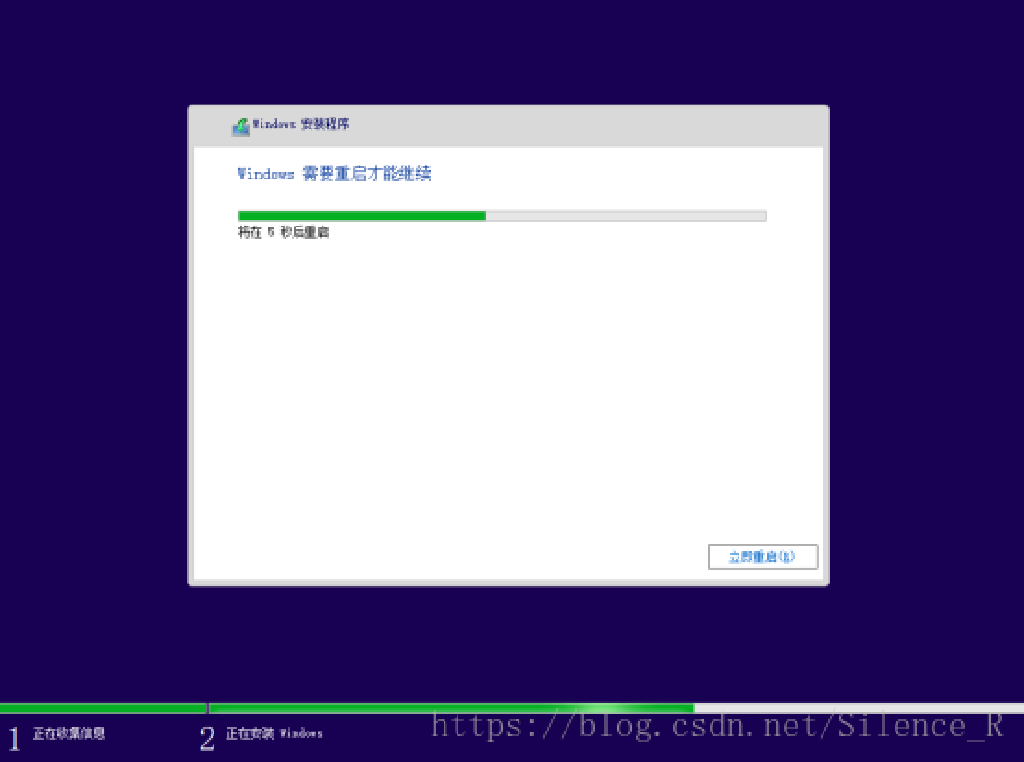 Windows 安装程序
Windows 需要重启才能继续
将在 5 秒后重启
立即重启(R)
1 正在收集信息
2 正在安装 Windows
https://blog.csdn.net/Silence_R